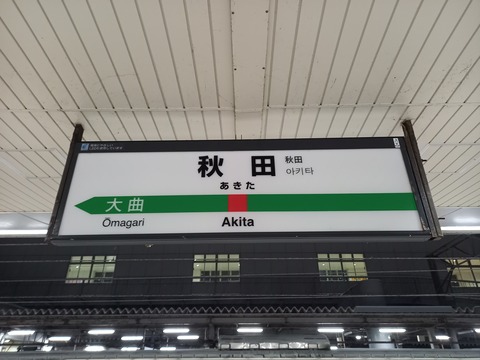 秋田
秋田
아키타
あきた
大曲
Ōmagari
Akita